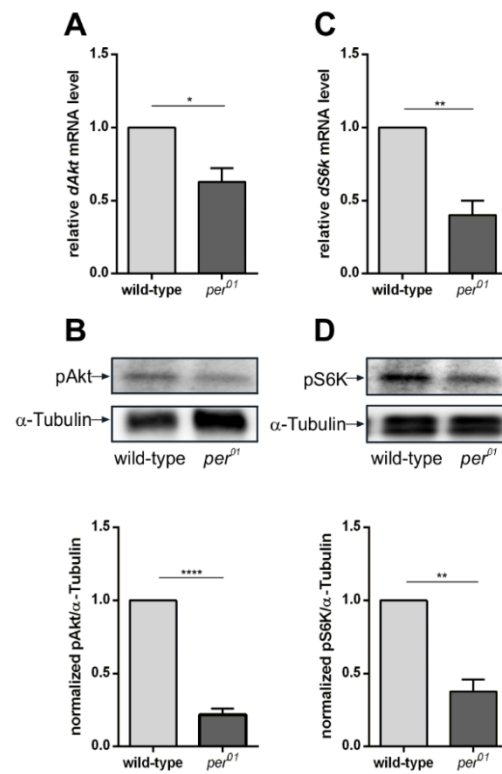 A
relative dAkt mRNA level
1.5
1.0
0.5
0.0
*
wild-type per⁰¹
C
relative dS6k mRNA level
1.5
1.0
0.5
0.0
**
wild-type per⁰¹
B
pAkt
α-Tubulin
wild-type per⁰¹
D
pS6K
α-Tubulin
wild-type per⁰¹
normalized pAkt/α-Tubulin
1.5
1.0
0.5
0.0
****
wild-type per⁰¹
normalized pS6K/α-Tubulin
1.5
1.0
0.5
0.0
**
wild-type per⁰¹